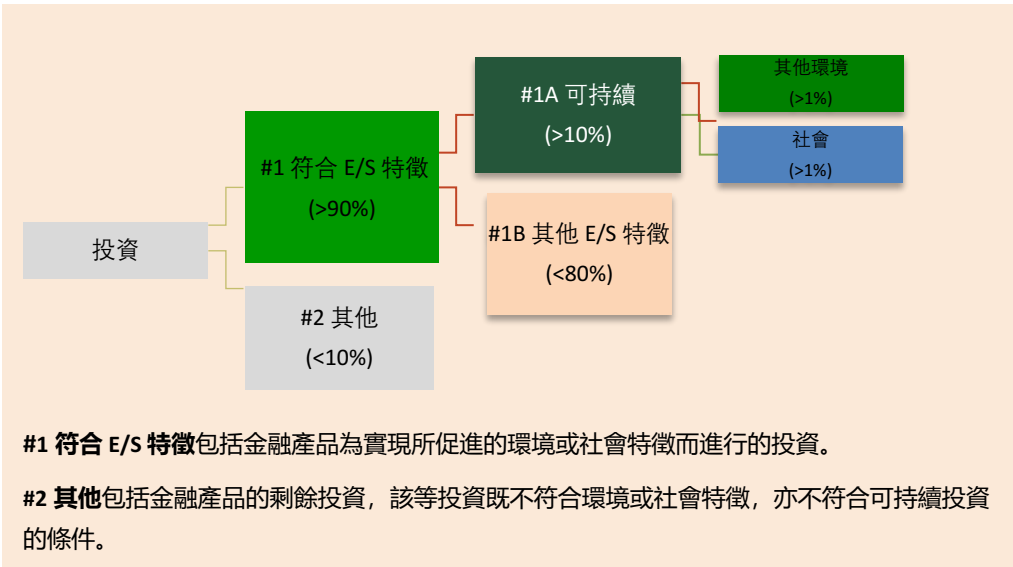 其他環境
(>1%)
#1A 可持續
(>10%)
社會
(>1%)
#1 符合 E/S 特徵
(>90%)
#1B 其他 E/S 特徵
(<80%)
投資
#2 其他
(<10%)
#1 符合 E/S 特徵包括金融產品為實現所促進的環境或社會特徵而進行的投資。
#2 其他包括金融產品的剩餘投資，該等投資既不符合環境或社會特徵，亦不符合可持續投資
的條件。